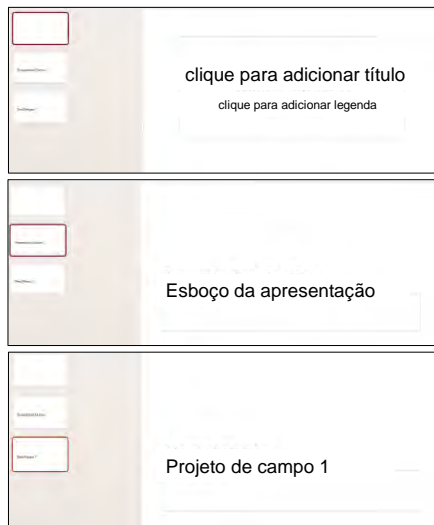 clique para adicionar título
clique para adicionar legenda
Esboço da apresentação
Projeto de campo 1